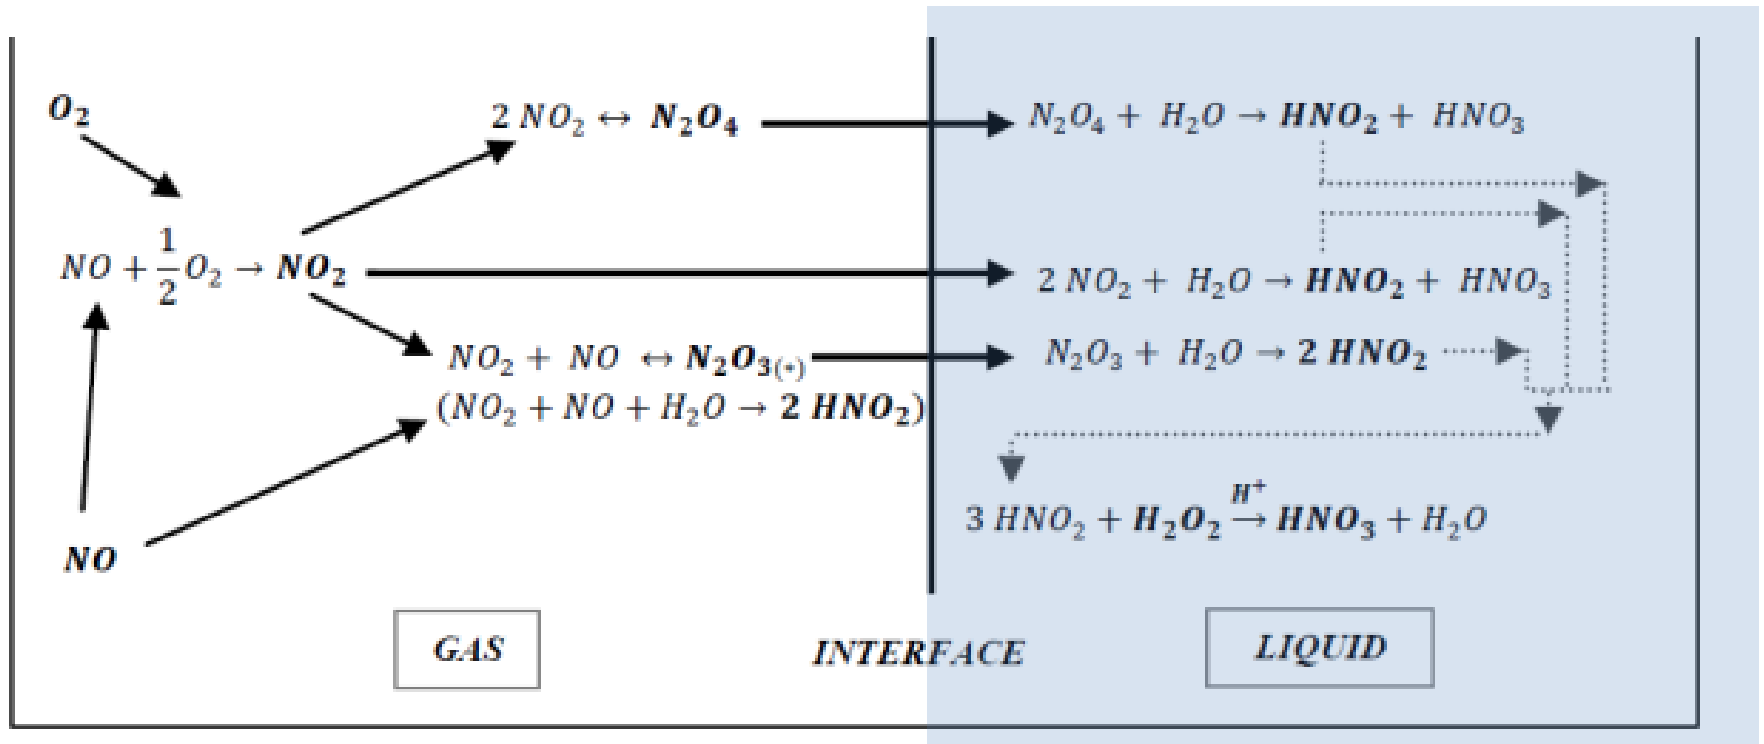 O₂
2 NO₂ ↔ N₂O₄
N₂O₄ + H₂O → HNO₂ + HNO₃
NO + 1/2 O₂ → NO₂
2 NO₂ + H₂O → HNO₂ + HNO₃
NO₂ + NO ↔ N₂O₃(*)
N₂O₃ + H₂O → 2 HNO₂
(NO₂ + NO + H₂O → 2 HNO₂)
NO
3 HNO₂ + H₂O₂ H⁺→ HNO₃ + H₂O
GAS
INTERFACE
LIQUID